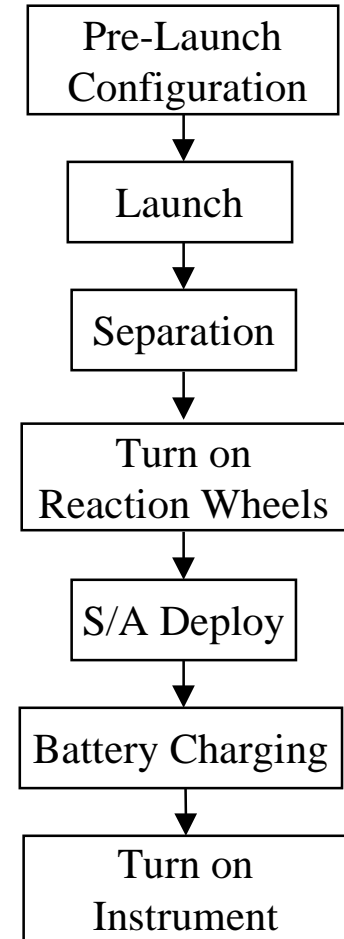 Pre-Launch
Configuration
Launch
Separation
Turn on
Reaction Wheels
S/A Deploy
Battery Charging
Turn on
Instrument